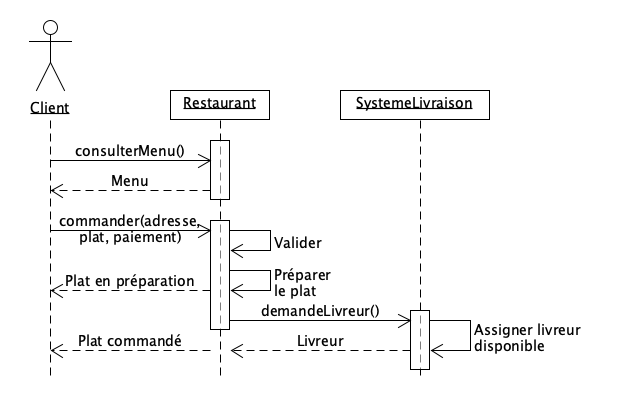 Client
Restaurant
SystemeLivraison
consulterMenu()
Menu
commander(adresse,
plat, paiement)
Valider
Préparer
le plat
Plat en préparation
demandeLivreur()
Assigner livreur
disponible
Livreur
Plat commandé